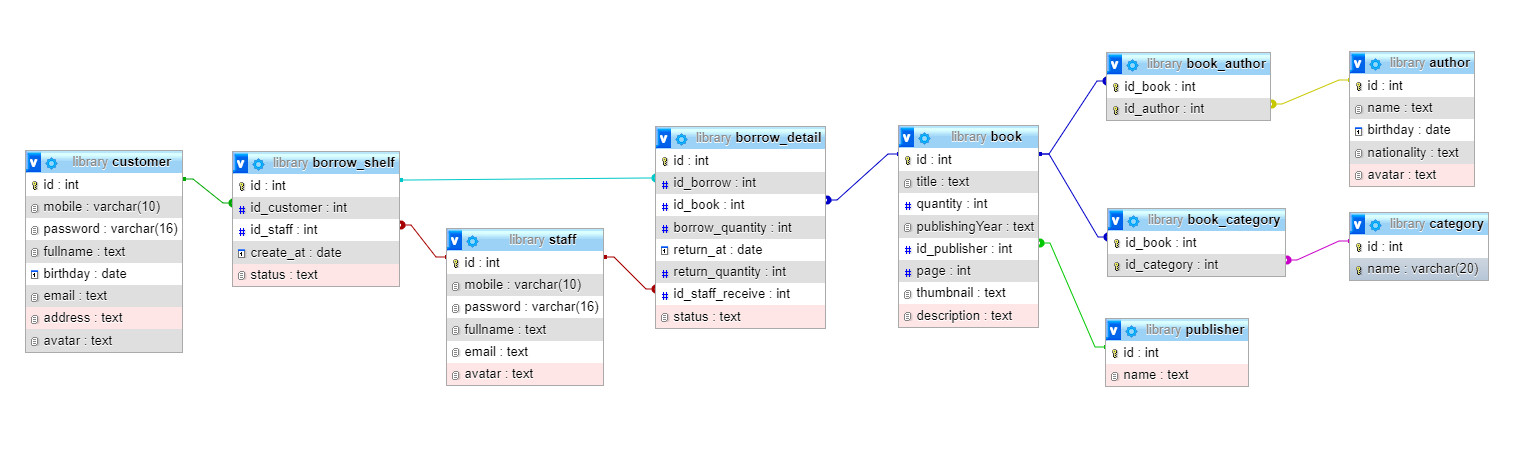 library customer
id : int
mobile : varchar(10)
password : varchar(16)
fullname : text
birthday : date
email : text
address : text
avatar : text
library borrow_shelf
id : int
id_customer : int
id_staff : int
create_at : date
status : text
library staff
id : int
mobile : varchar(10)
password : varchar(16)
fullname : text
email : text
avatar : text
library borrow_detail
id : int
id_borrow : int
id_book : int
borrow_quantity : int
return_at : date
return_quantity : int
id_staff_receive : int
status : text
library book
id : int
title : text
quantity : int
publishingYear : text
id_publisher : int
page : int
thumbnail : text
description : text
library book_author
id_book : int
id_author : int
library author
id : int
name : text
birthday : date
nationality : text
avatar : text
library book_category
id_book : int
id_category : int
library category
id : int
name : varchar(20)
library publisher
id : int
name : text